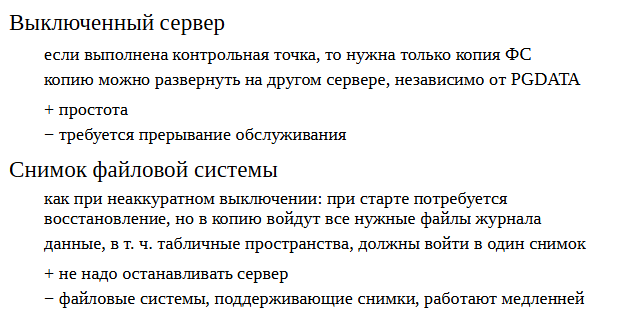 Выключенный сервер
если выполнена контрольная точка, то нужна только копия ФС
копию можно развернуть на другом сервере, независимо от PGDATA
+ простота
− требуется прерывание обслуживания
Снимок файловой системы
как при неаккуратном выключении: при старте потребуется
восстановление, но в копию войдут все нужные файлы журнала
данные, в т. ч. табличные пространства, должны войти в один снимок
+ не надо останавливать сервер
− файловые системы, поддерживающие снимки, работают медленней